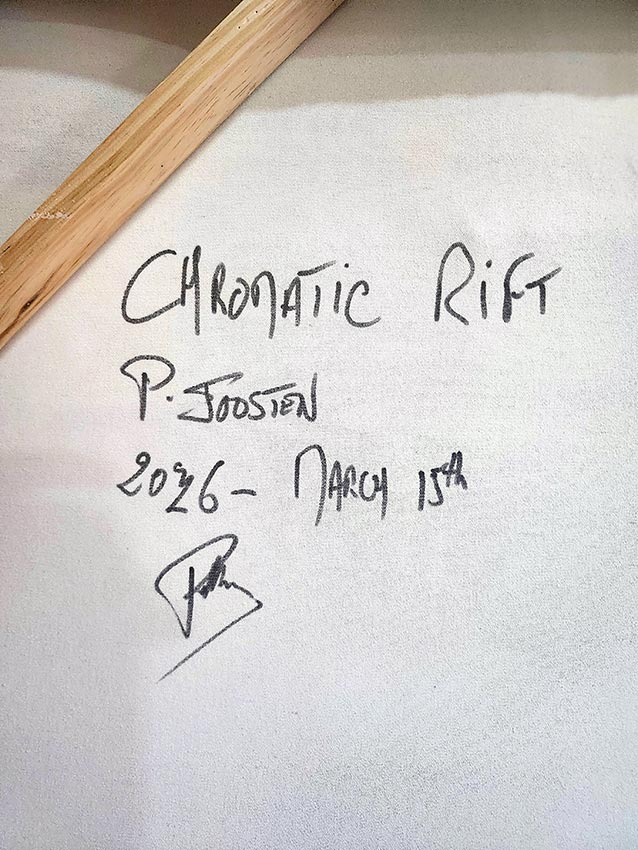 CHROMATIC RIFT
P. JOOSTEN
2026 - MARCH 15th